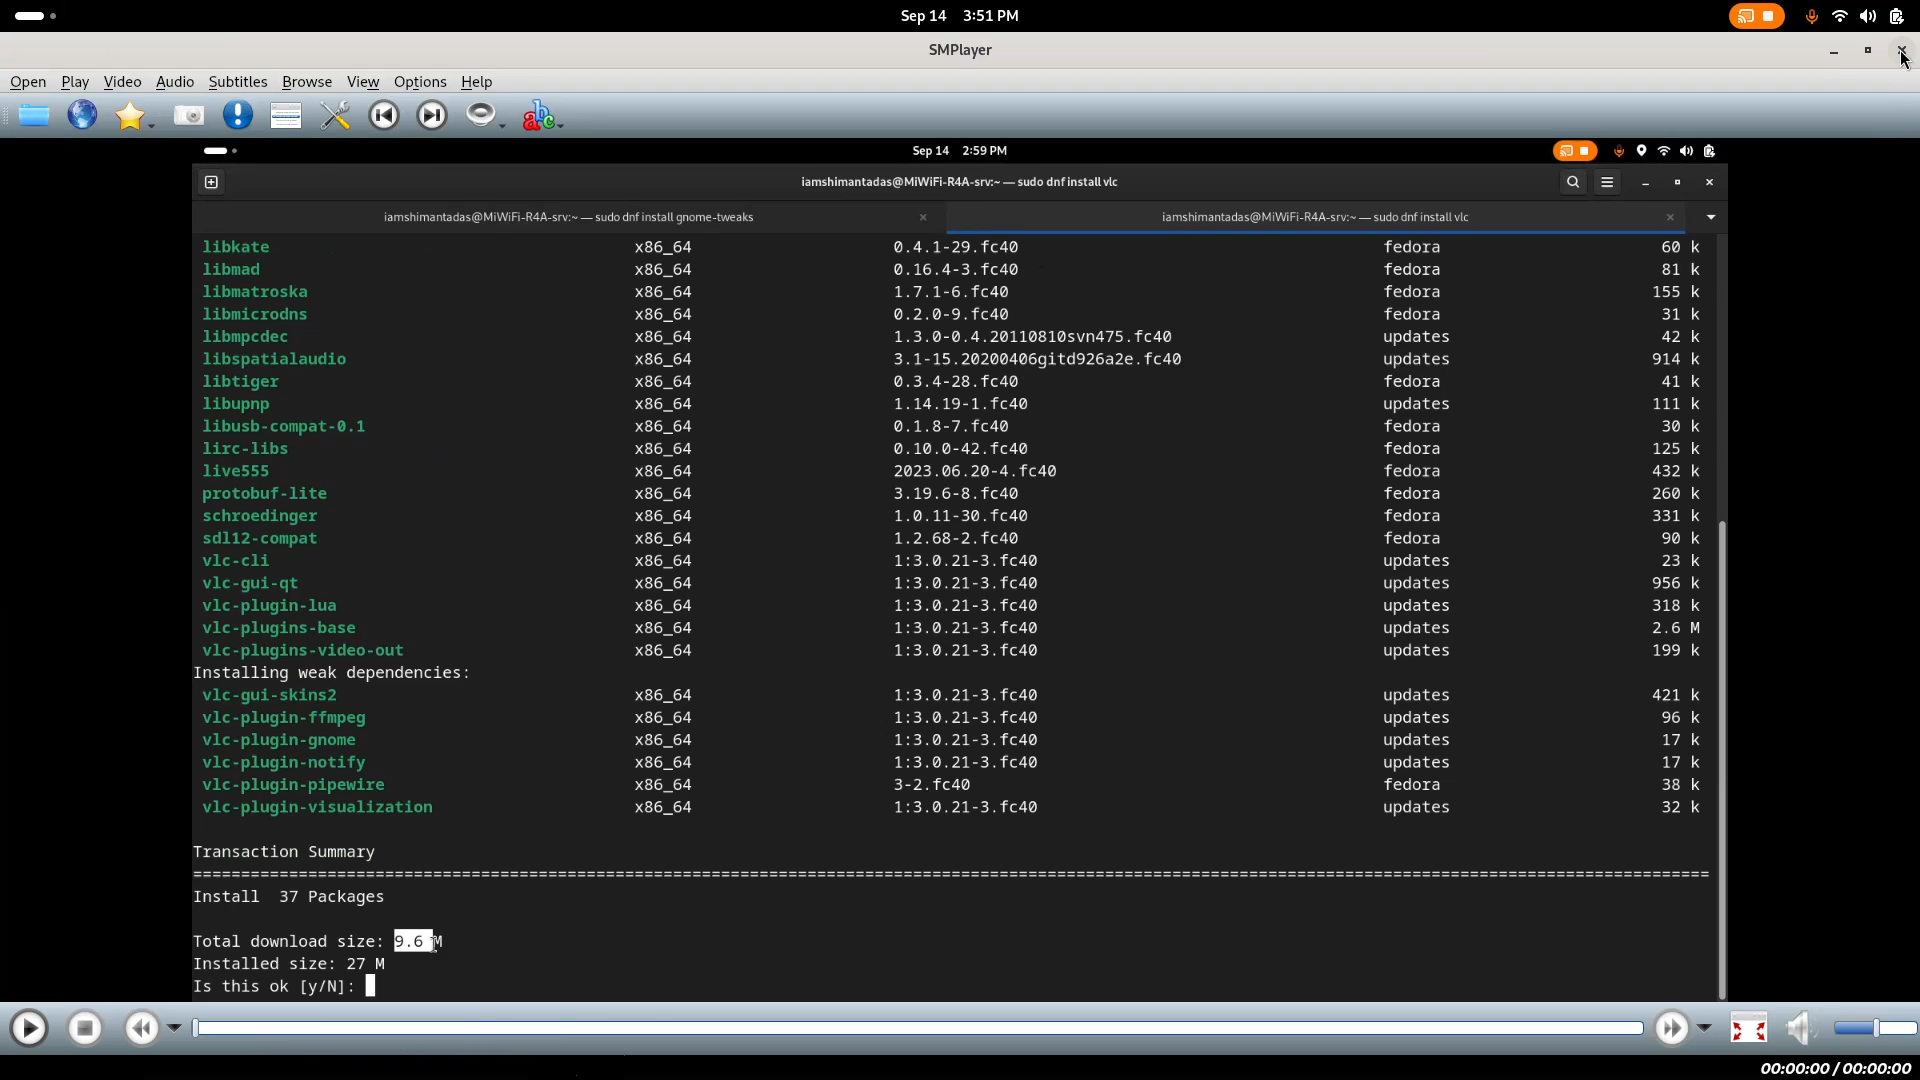 Sep 14 3:51 PM
SMPlayer
Open Play Video Audio Subtitles Browse View Options Help
abc
Sep 14 2:59 PM
iamshimantadas@MiWiFi-R4A-srv:~ — sudo dnf install vlc
iamshimantadas@MiWiFi-R4A-srv:~ — sudo dnf install gnome-tweaks iamshimantadas@MiWiFi-R4A-srv:~ — sudo dnf install vlc
libkate x86_64 0.4.1-29.fc40 fedora 60 k
libmad x86_64 0.16.4-3.fc40 fedora 81 k
libmatroska x86_64 1.7.1-6.fc40 fedora 155 k
libmicrodns x86_64 0.2.0-9.fc40 fedora 31 k
libmpcdec x86_64 1.3.0-0.4.20110810svn475.fc40 updates 42 k
libspatialaudio x86_64 3.1-15.20200406gitd926a2e.fc40 updates 914 k
libtiger x86_64 0.3.4-28.fc40 fedora 41 k
libupnp x86_64 1.14.19-1.fc40 updates 111 k
libusb-compat-0.1 x86_64 0.1.8-7.fc40 fedora 30 k
lirc-libs x86_64 0.10.0-42.fc40 fedora 125 k
live555 x86_64 2023.06.20-4.fc40 fedora 432 k
protobuf-lite x86_64 3.19.6-8.fc40 fedora 260 k
schroedinger x86_64 1.0.11-30.fc40 fedora 331 k
sdl12-compat x86_64 1.2.68-2.fc40 fedora 90 k
vlc-cli x86_64 1:3.0.21-3.fc40 updates 23 k
vlc-gui-qt x86_64 1:3.0.21-3.fc40 updates 956 k
vlc-plugin-lua x86_64 1:3.0.21-3.fc40 updates 318 k
vlc-plugins-base x86_64 1:3.0.21-3.fc40 updates 2.6 M
vlc-plugins-video-out x86_64 1:3.0.21-3.fc40 updates 199 k
Installing weak dependencies:
vlc-gui-skins2 x86_64 1:3.0.21-3.fc40 updates 421 k
vlc-plugin-ffmpeg x86_64 1:3.0.21-3.fc40 updates 96 k
vlc-plugin-gnome x86_64 1:3.0.21-3.fc40 updates 17 k
vlc-plugin-notify x86_64 1:3.0.21-3.fc40 updates 17 k
vlc-plugin-pipewire x86_64 3-2.fc40 fedora 38 k
vlc-plugin-visualization x86_64 1:3.0.21-3.fc40 updates 32 k
Transaction Summary
Install 37 Packages
Total download size: 9.6 M
Installed size: 27 M
Is this ok [y/N]:
00:00:00 / 00:00:00